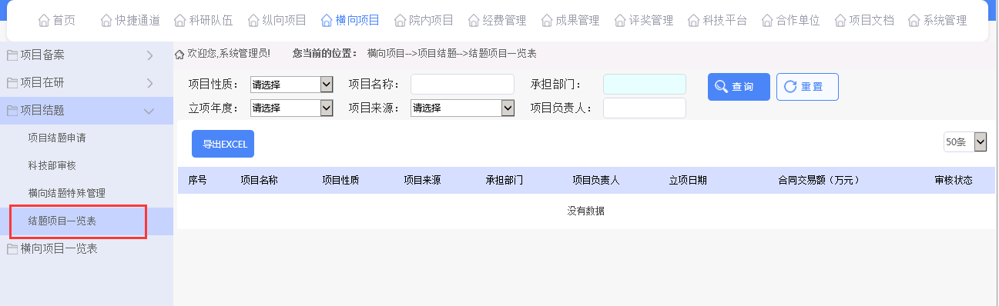 首页 快捷通道 科研队伍 纵向项目 横向项目 院内项目 经费管理 成果管理 评奖管理 科技平台 合作单位 项目文档 系统管理
项目备案
项目在研
项目结题
项目结题申请
科技部审核
横向结题特殊管理
结题项目一览表
横向项目一览表
欢迎您,系统管理员! 您当前的位置： 横向项目-->项目结题-->结题项目一览表
项目性质： 请选择 项目名称： 承担部门： 查询 重置
立项年度： 请选择 项目来源： 请选择 项目负责人：
导出EXCEL 50条
序号 项目名称 项目性质 项目来源 承担部门 项目负责人 立项日期 合同交易额（万元） 审核状态
没有数据